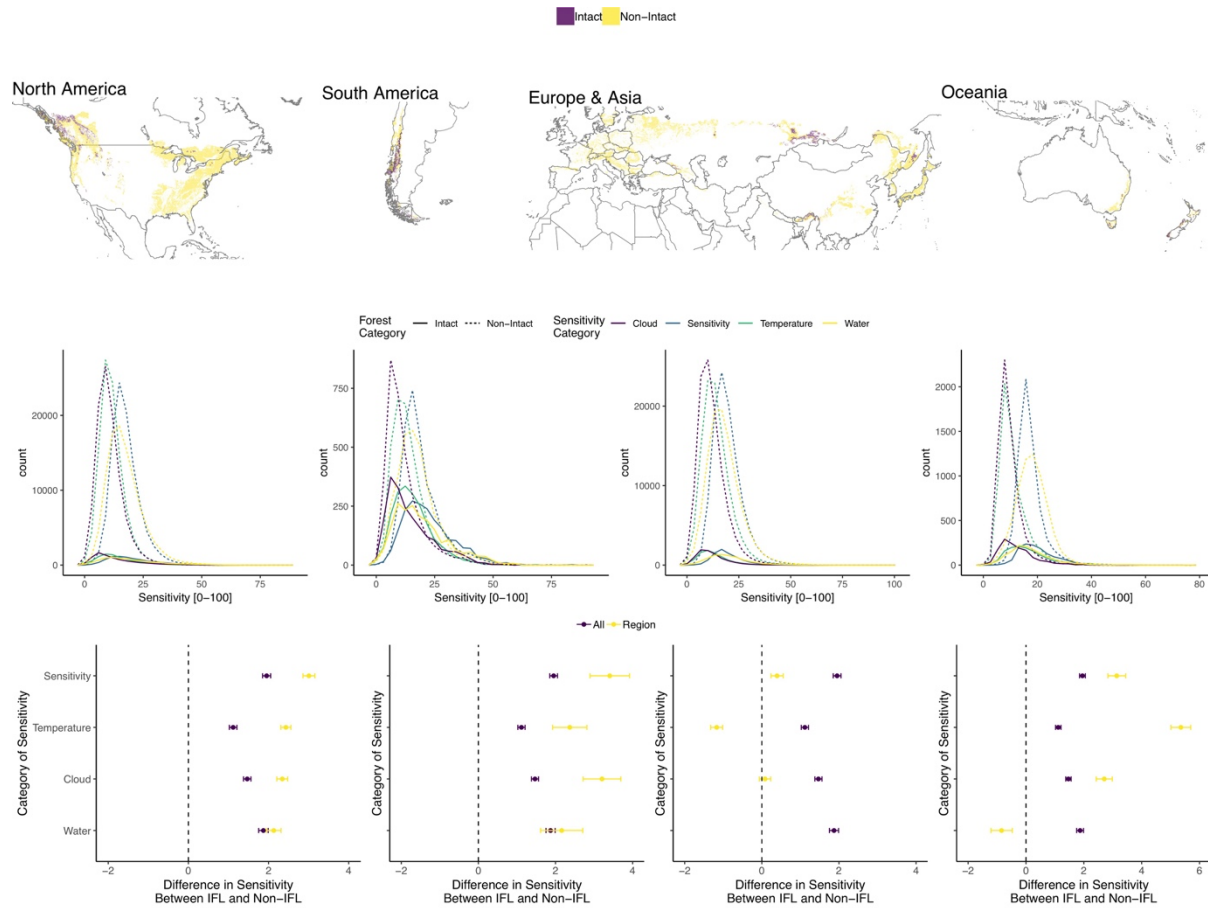 Intact Non−Intact
North America
South America
Europe & Asia
Oceania
Forest Category Intact Non−Intact Sensitivity Category Cloud Sensitivity Temperature Water
count
20000
10000
0
0 25 50 75
Sensitivity [0−100]
count
750
500
250
0
0 25 50 75
Sensitivity [0−100]
count
20000
10000
0
0 25 50 75 100
Sensitivity [0−100]
count
2000
1500
1000
500
0
0 20 40 60 80
Sensitivity [0−100]
All Region
Category of Sensitivity
Sensitivity
Temperature
Cloud
Water
−2 0 2 4
Difference in Sensitivity
Between IFL and Non−IFL
Category of Sensitivity
−2 0 2 4
Difference in Sensitivity
Between IFL and Non−IFL
Category of Sensitivity
−2 0 2 4
Difference in Sensitivity
Between IFL and Non−IFL
Category of Sensitivity
−2 0 2 4 6
Difference in Sensitivity
Between IFL and Non−IFL